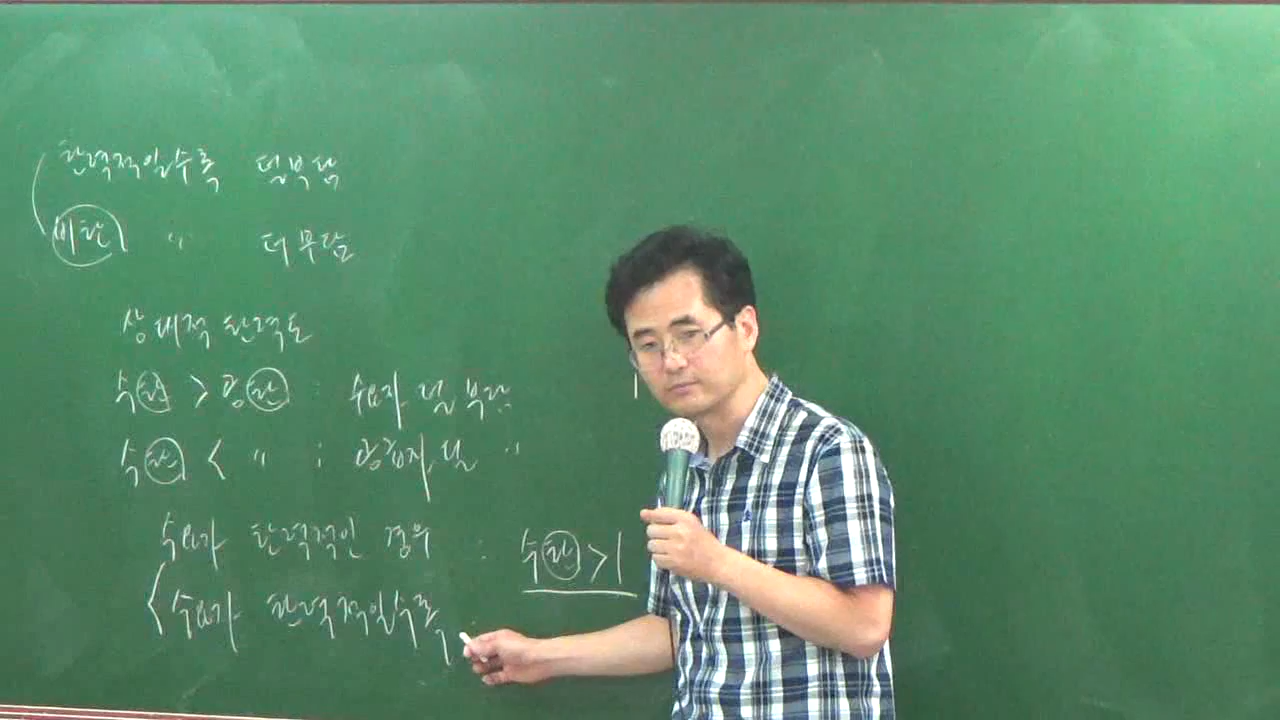 탄력적일수록 덜부담
비탄 〃 더 부담
상대적 탄력도
수탄 > 공탄 : 수요자 덜 부담
수탄 < 〃 : 공급자 덜 〃
수요가 탄력적인 경우 : 수탄 > 1
수요가 탄력적일수록